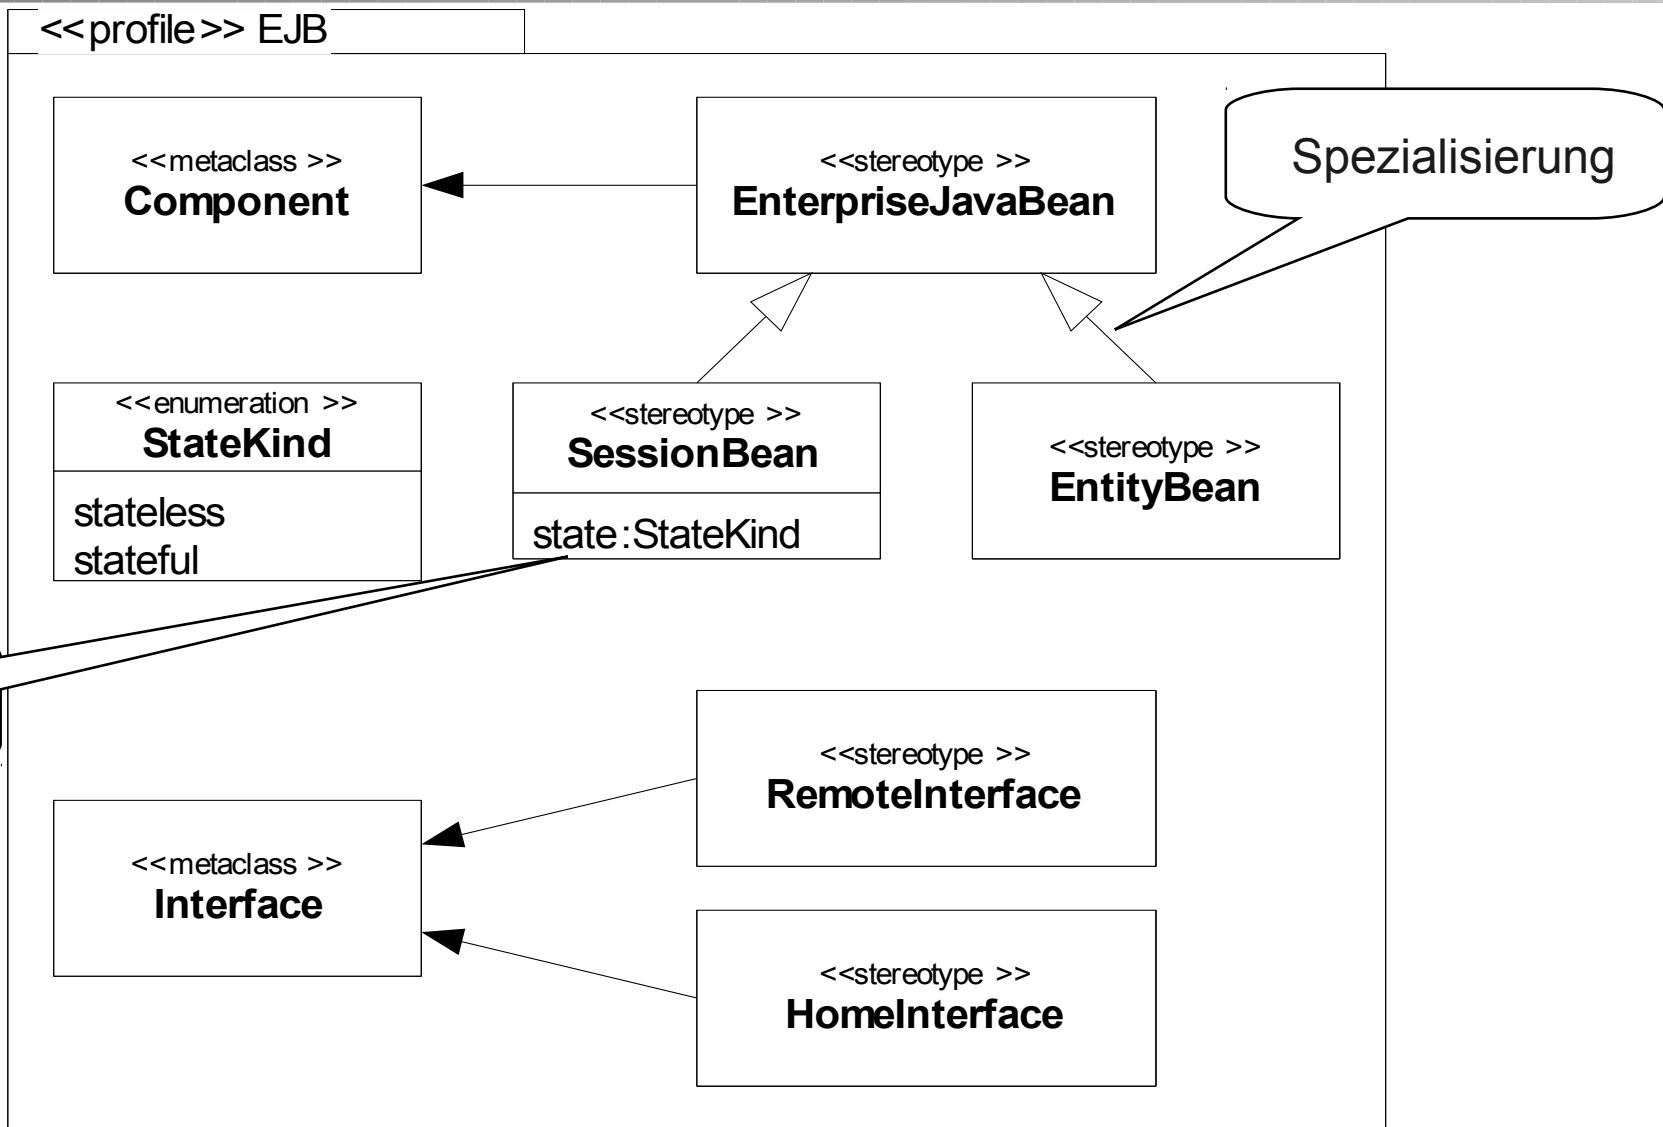 <<profile>> EJB
<<metaclass >>
Component
<<stereotype >>
EnterpriseJavaBean
Spezialisierung
<<enumeration >>
StateKind
stateless
stateful
<<stereotype >>
SessionBean
state:StateKind
<<stereotype >>
EntityBean
<<metaclass >>
Interface
<<stereotype >>
RemoteInterface
<<stereotype >>
HomeInterface